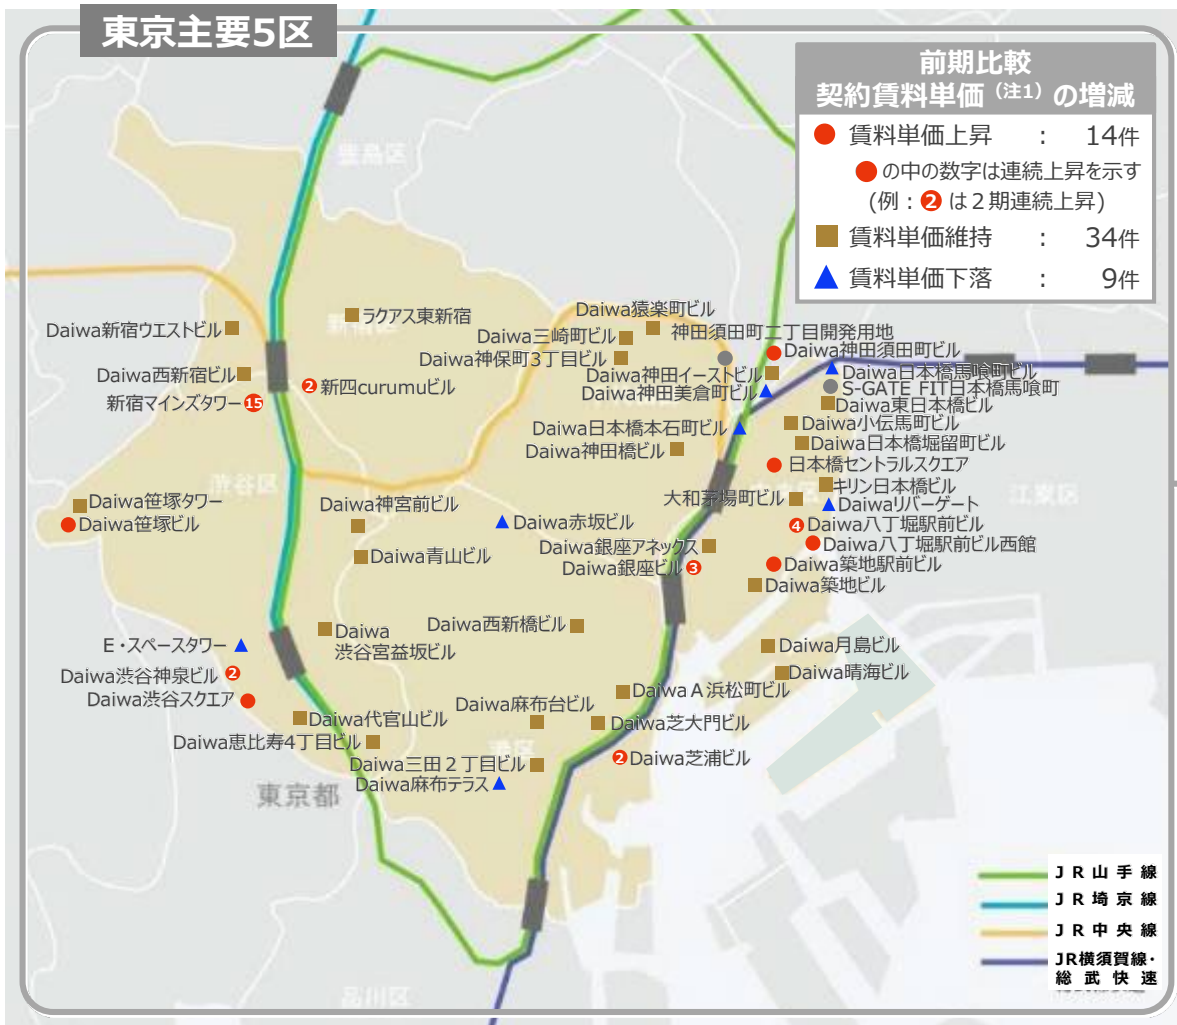 東京主要5区
前期比較
契約賃料単価（注1）の増減
賃料単価上昇 : 14件
の中の数字は連続上昇を示す
(例：2 は２期連続上昇)
賃料単価維持 : 34件
賃料単価下落 : 9件
豊島区
新宿区
Daiwa猿楽町ビル
ラクアス東新宿
Daiwa新宿ウエストビル
Daiwa三崎町ビル
神田須田町二丁目開発用地
Daiwa神保町3丁目ビル
Daiwa神田須田町ビル
Daiwa西新宿ビル
2 新四curumuビル
Daiwa神田イーストビル
Daiwa日本橋馬喰町ビル
S-GATE FIT日本橋馬喰町
新宿マインズタワー 15
Daiwa神田美倉町ビル
Daiwa東日本橋ビル
Daiwa日本橋本石町ビル
Daiwa小伝馬町ビル
Daiwa神田橋ビル
Daiwa日本橋堀留町ビル
日本橋セントラルスクエア
渋谷区
中央区
江東区
キリン日本橋ビル
大和茅場町ビル
Daiwaリバーゲート
Daiwa笹塚タワー
Daiwa神宮前ビル
Daiwa笹塚ビル
Daiwa赤坂ビル
4 Daiwa八丁堀駅前ビル
Daiwa銀座アネックス
Daiwa八丁堀駅前ビル西館
Daiwa青山ビル
Daiwa銀座ビル 3
Daiwa築地駅前ビル
Daiwa築地ビル
Daiwa西新橋ビル
Daiwa
渋谷宮益坂ビル
E・スペースタワー
Daiwa月島ビル
Daiwa渋谷神泉ビル 2
Daiwa晴海ビル
Daiwa渋谷スクエア
DaiwaＡ浜松町ビル
Daiwa麻布台ビル
Daiwa代官山ビル
Daiwa芝大門ビル
Daiwa恵比寿4丁目ビル
港区
2 Daiwa芝浦ビル
Daiwa三田２丁目ビル
Daiwa麻布テラス
東京都
品川区
ＪＲ山手線
ＪＲ埼京線
ＪＲ中央線
JR横須賀線・
総武快速